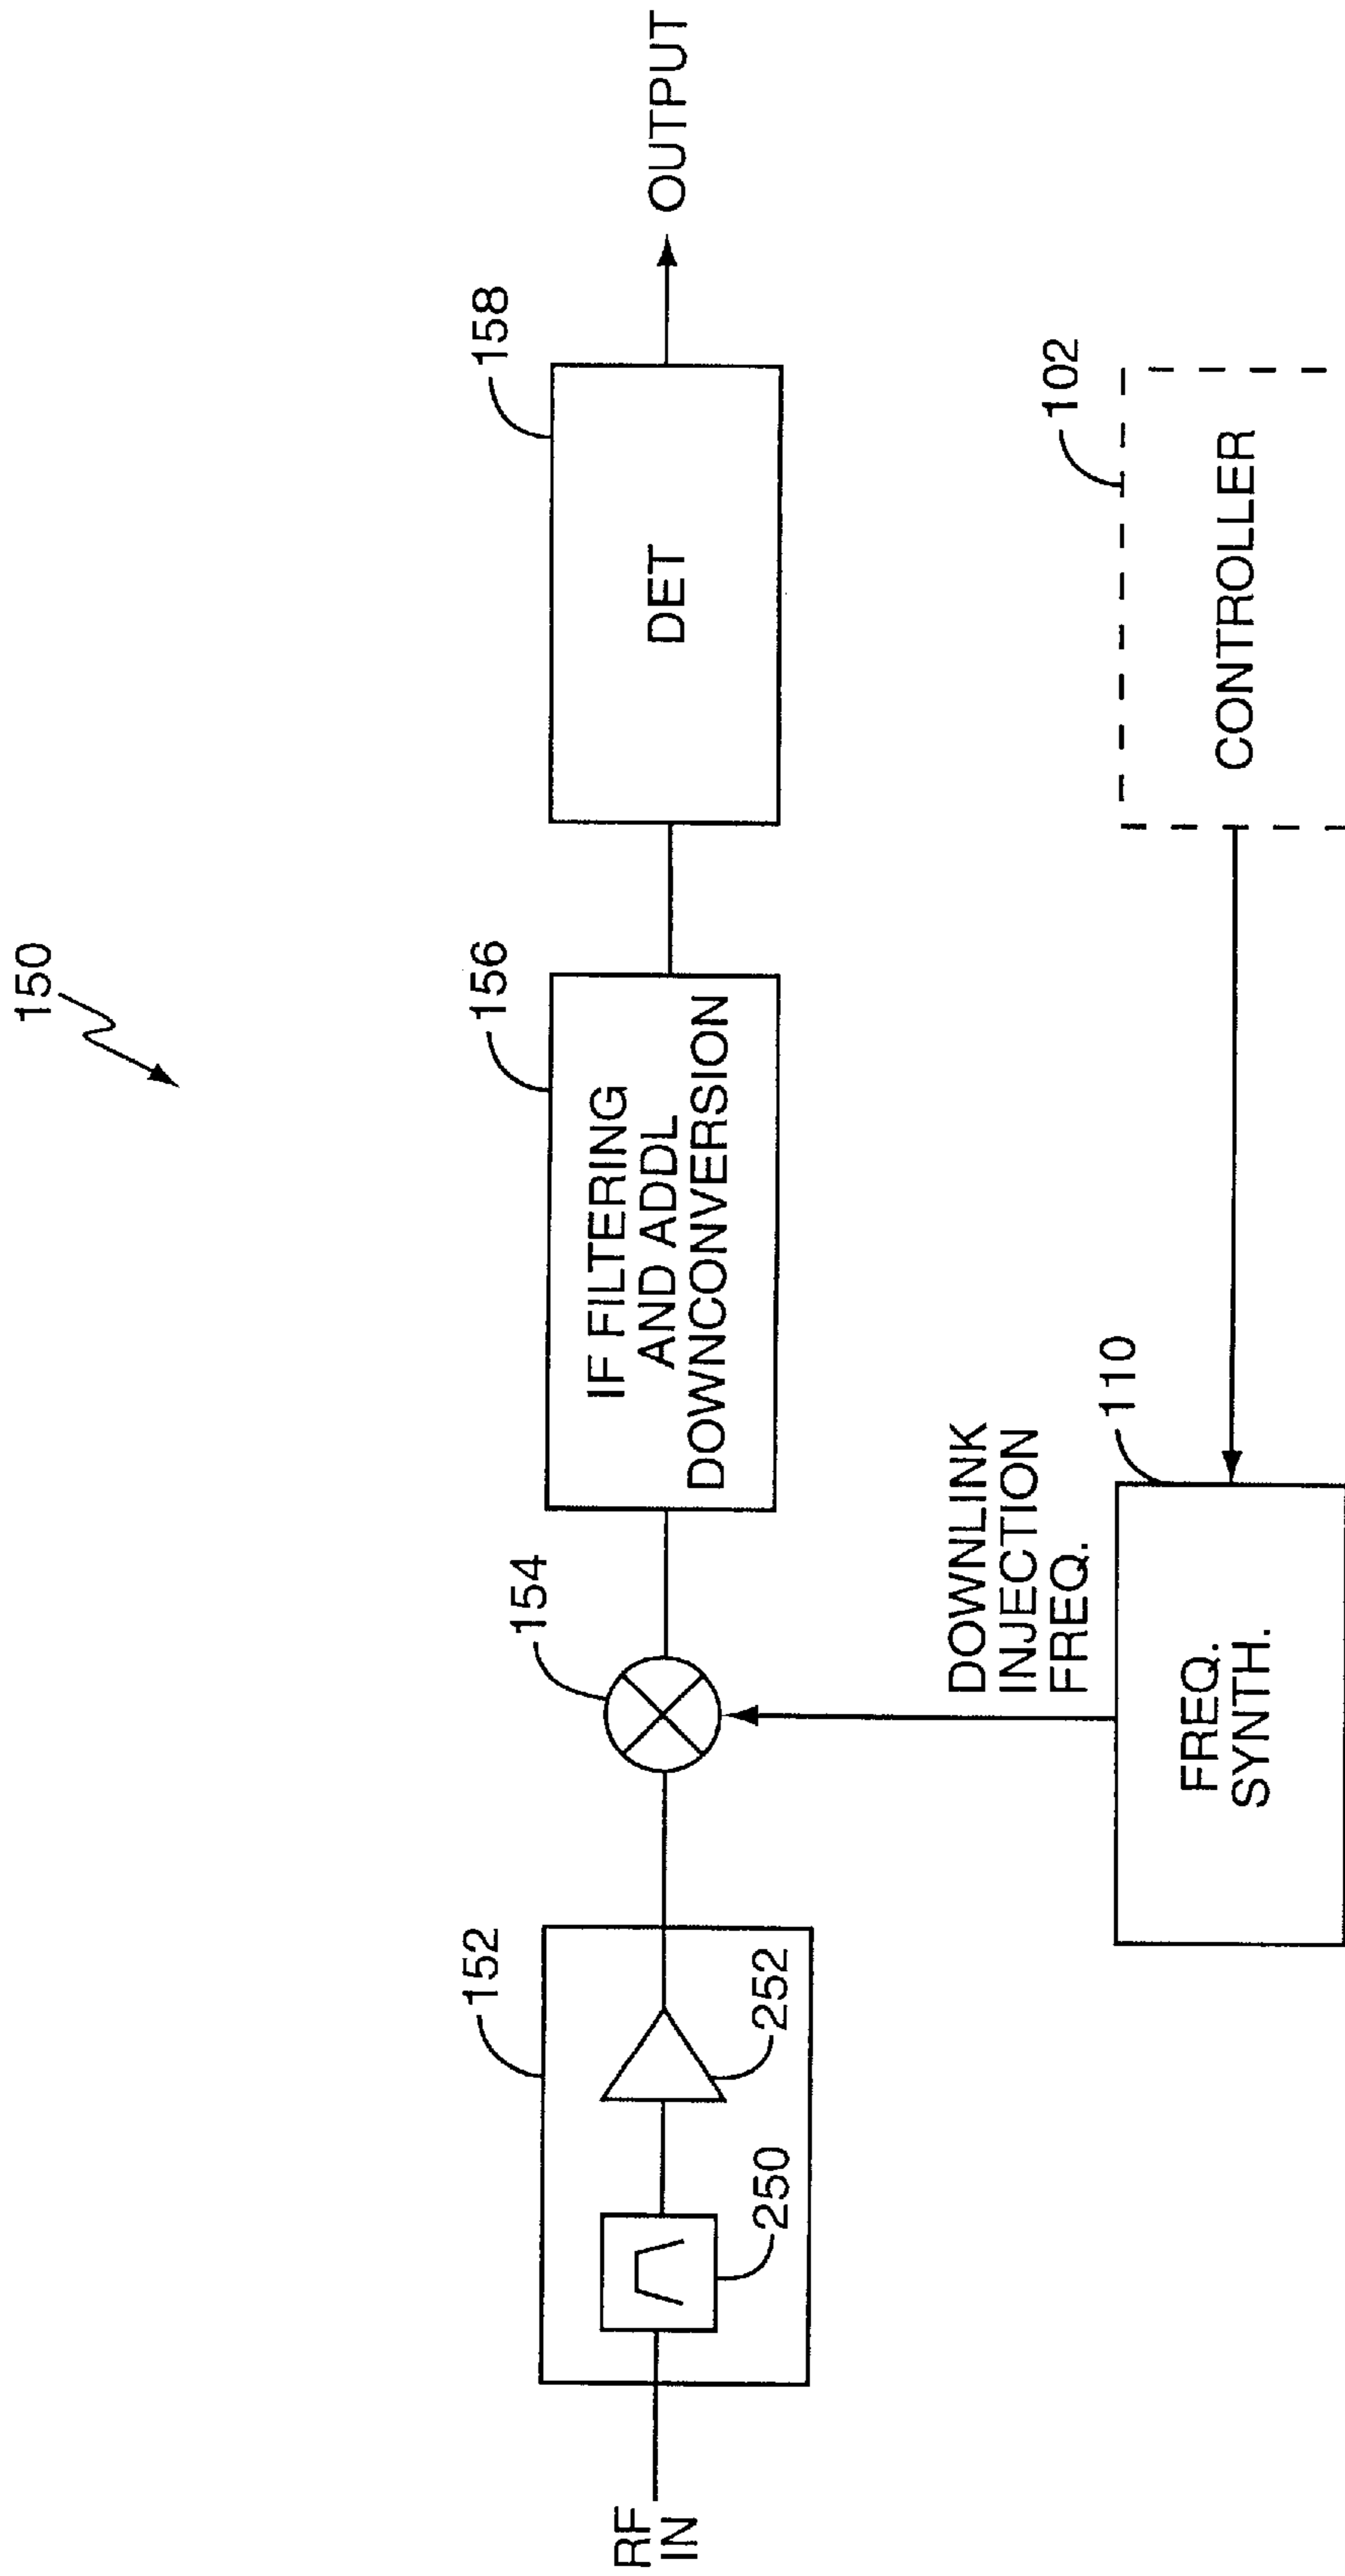 150
152
154
156
158
RF
IN
250
252
IF FILTERING
AND ADDL
DOWNCONVERSION
DET
OUTPUT
DOWNLINK
INJECTION
FREQ.
110
102
FREQ.
SYNTH.
CONTROLLER